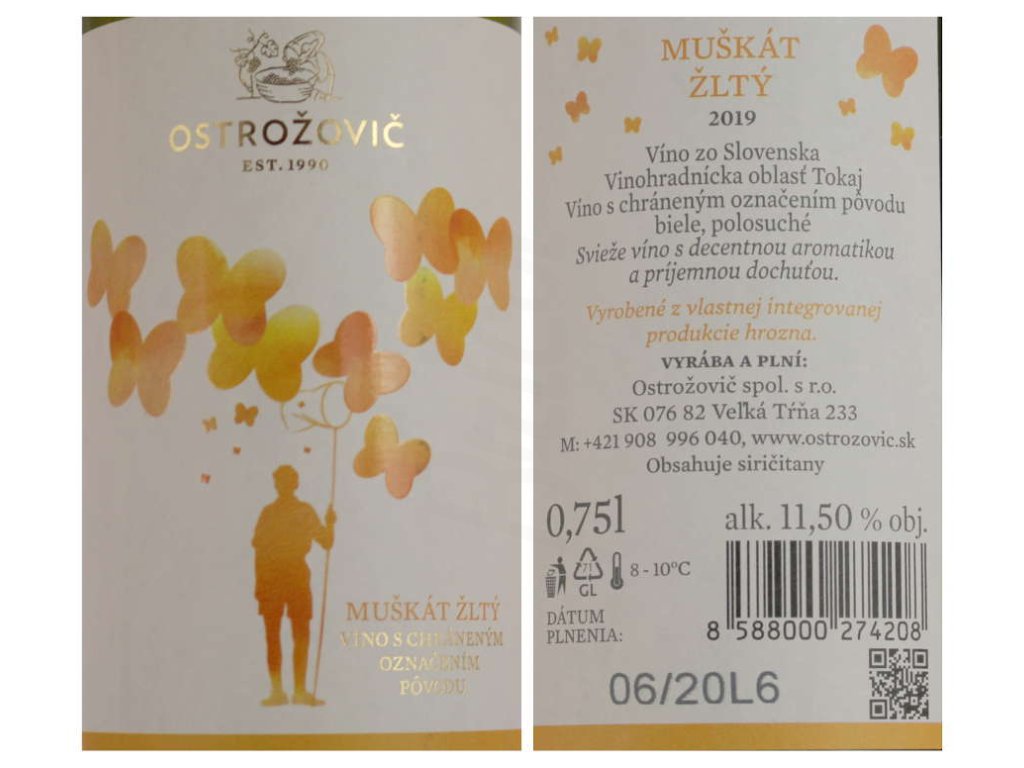 OSTROŽOVIČ
EST. 1990
MUŠKÁT ŽLTÝ
VÍNO S CHRÁNENÝM
OZNAČENÍM
PÔVODU
MUŠKÁT
ŽLTÝ
2019
Víno zo Slovenska
Vinohradnícka oblasť Tokaj
Víno s chráneným označením pôvodu
biele, polosuché
Svieže víno s decentnou aromatikou
a príjemnou dochuťou.
Vyrobené z vlastnej integrovanej
produkcie hrozna.
VYRÁBA A PLNÍ:
Ostrožovič spol. s r.o.
SK 076 82 Veľká Tŕňa 233
M: +421 908 996 040, www.ostrozovic.sk
Obsahuje siričitany
0,75l
alk. 11,50 % obj.
71
GL
8 - 10°C
DÁTUM
PLNENIA:
8 588000 274208
06/20L6